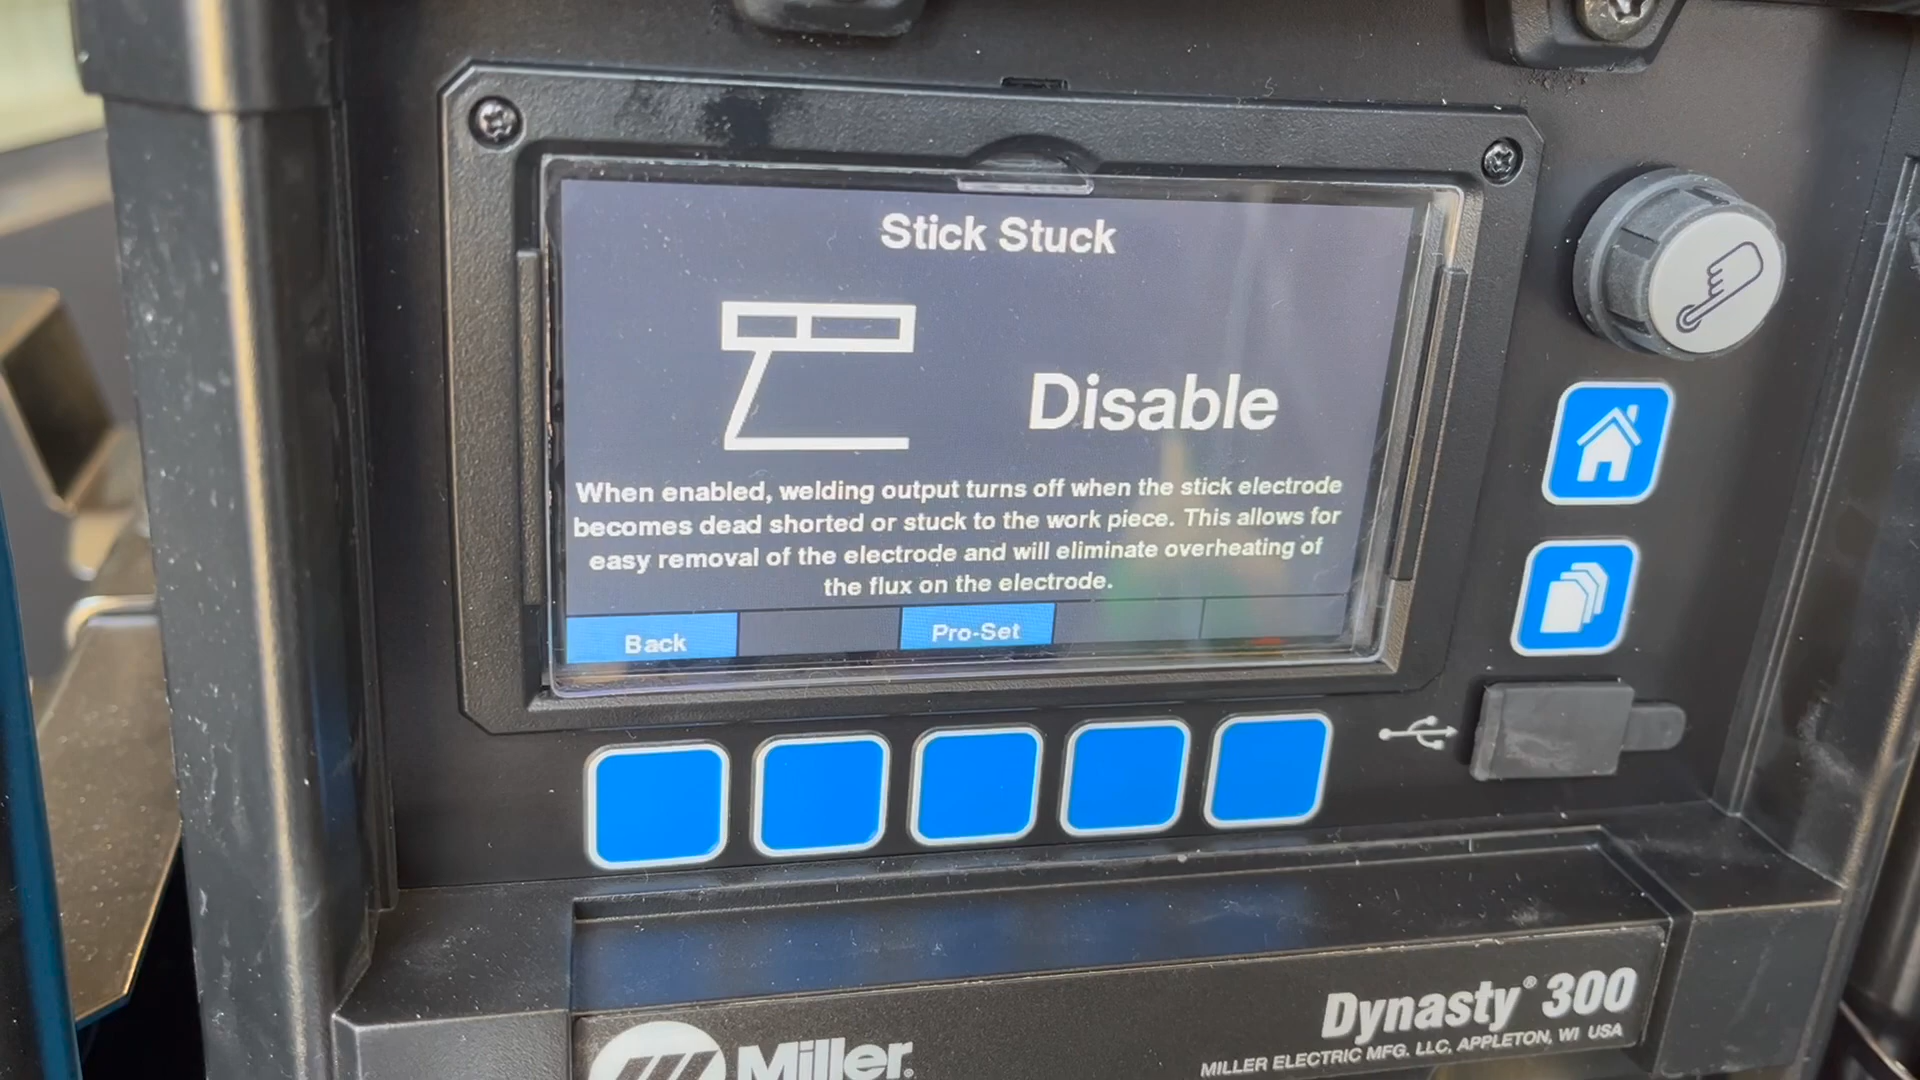 Stick Stuck
Disable
When enabled, welding output turns off when the stick electrode
becomes dead shorted or stuck to the work piece. This allows for
easy removal of the electrode and will eliminate overheating of
the flux on the electrode.
Back
Pro-Set
Dynasty® 300
MILLER ELECTRIC MFG. LLC, APPLETON, WI USA
Miller®